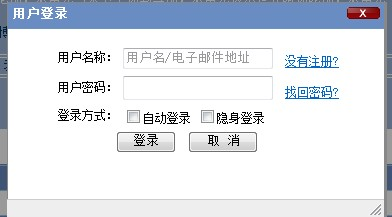 用户登录 X
用户名称： 用户名/电子邮件地址 没有注册?
用户密码： 找回密码?
登录方式： 自动登录 隐身登录
登录 取 消